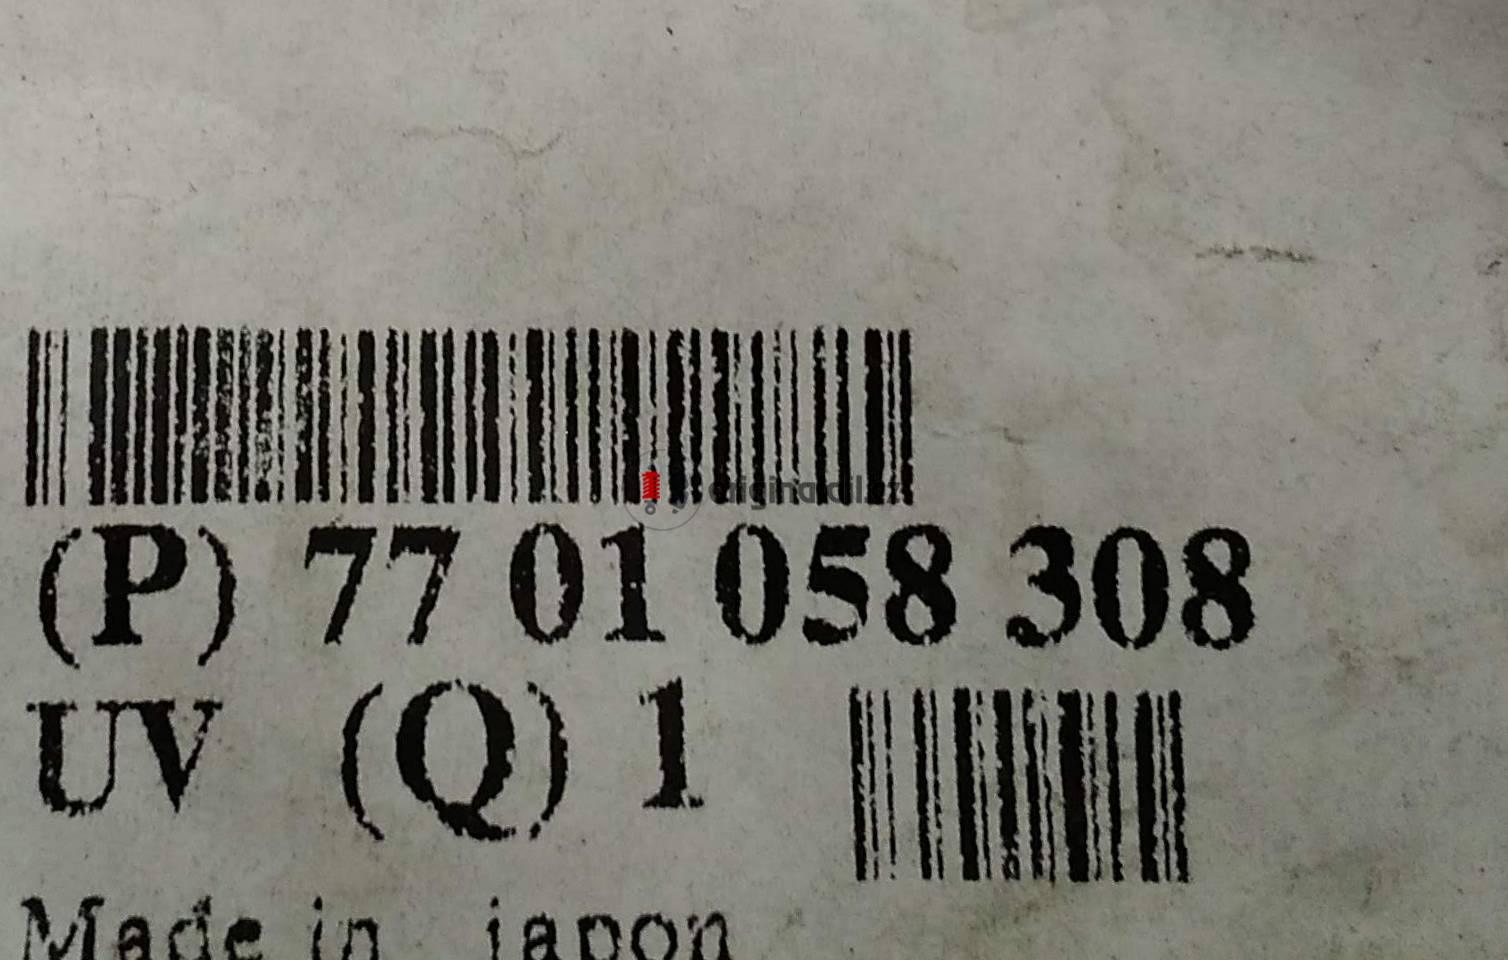 (P) 77 01 058 308
UV (Q) 1
Made in japon